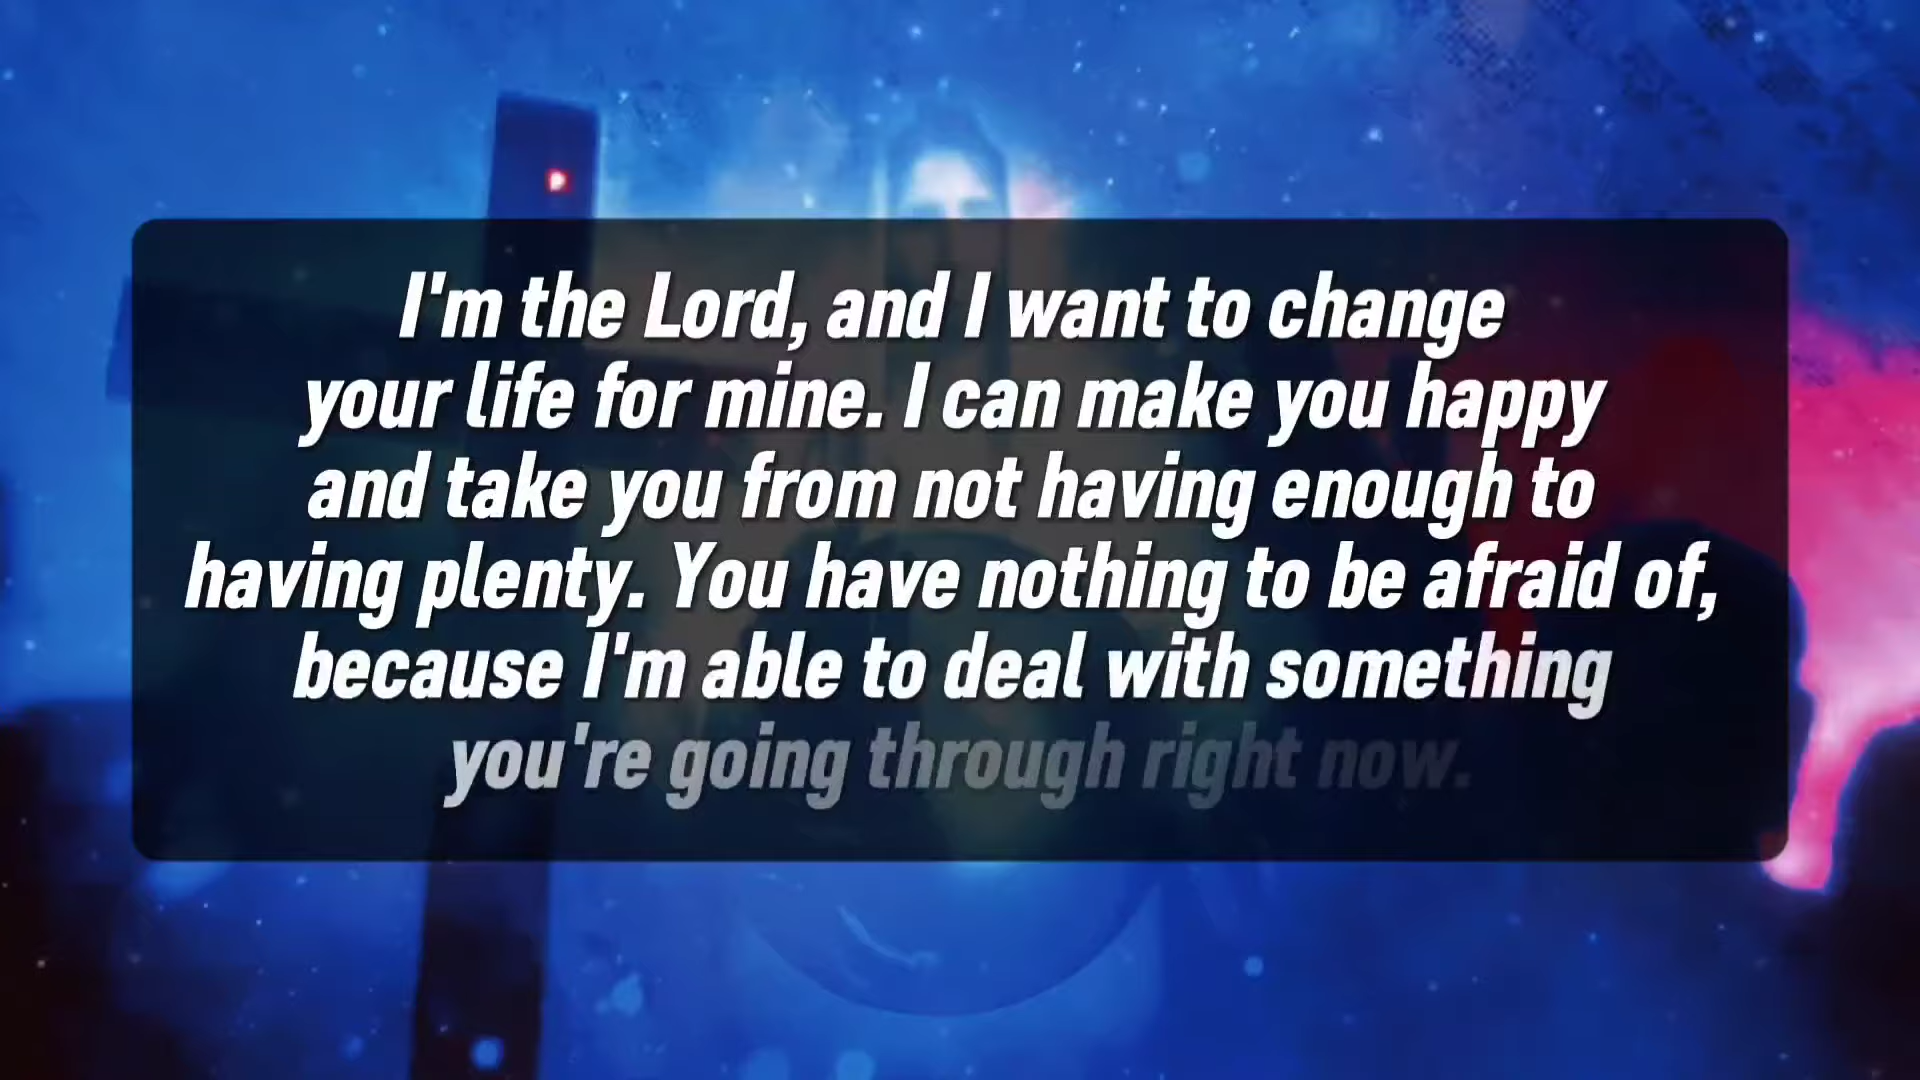 I'm the Lord, and I want to change
your life for mine. I can make you happy
and take you from not having enough to
having plenty. You have nothing to be afraid of,
because I'm able to deal with something
you're going through right now.